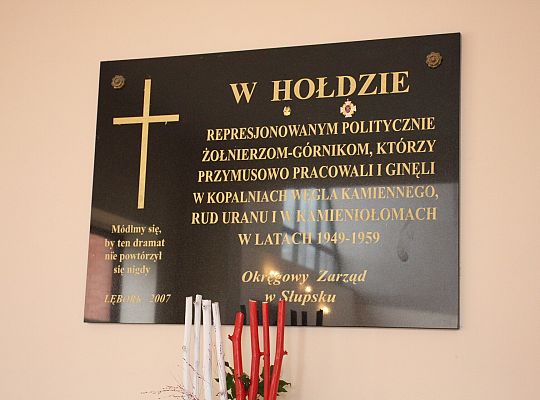 W HOŁDZIE
REPRESJONOWANYM POLITYCZNIE
ŻOŁNIERZOM-GÓRNIKOM, KTÓRZY
PRZYMUSOWO PRACOWALI I GINĘLI
W KOPALNIACH WĘGLA KAMIENNEGO,
RUD URANU I W KAMIENIOŁOMACH
W LATACH 1949-1959
Módlmy się,
by ten dramat
nie powtórzył
się nigdy
LĘBORK 2007
Okręgowy Zarząd
w Słupsku